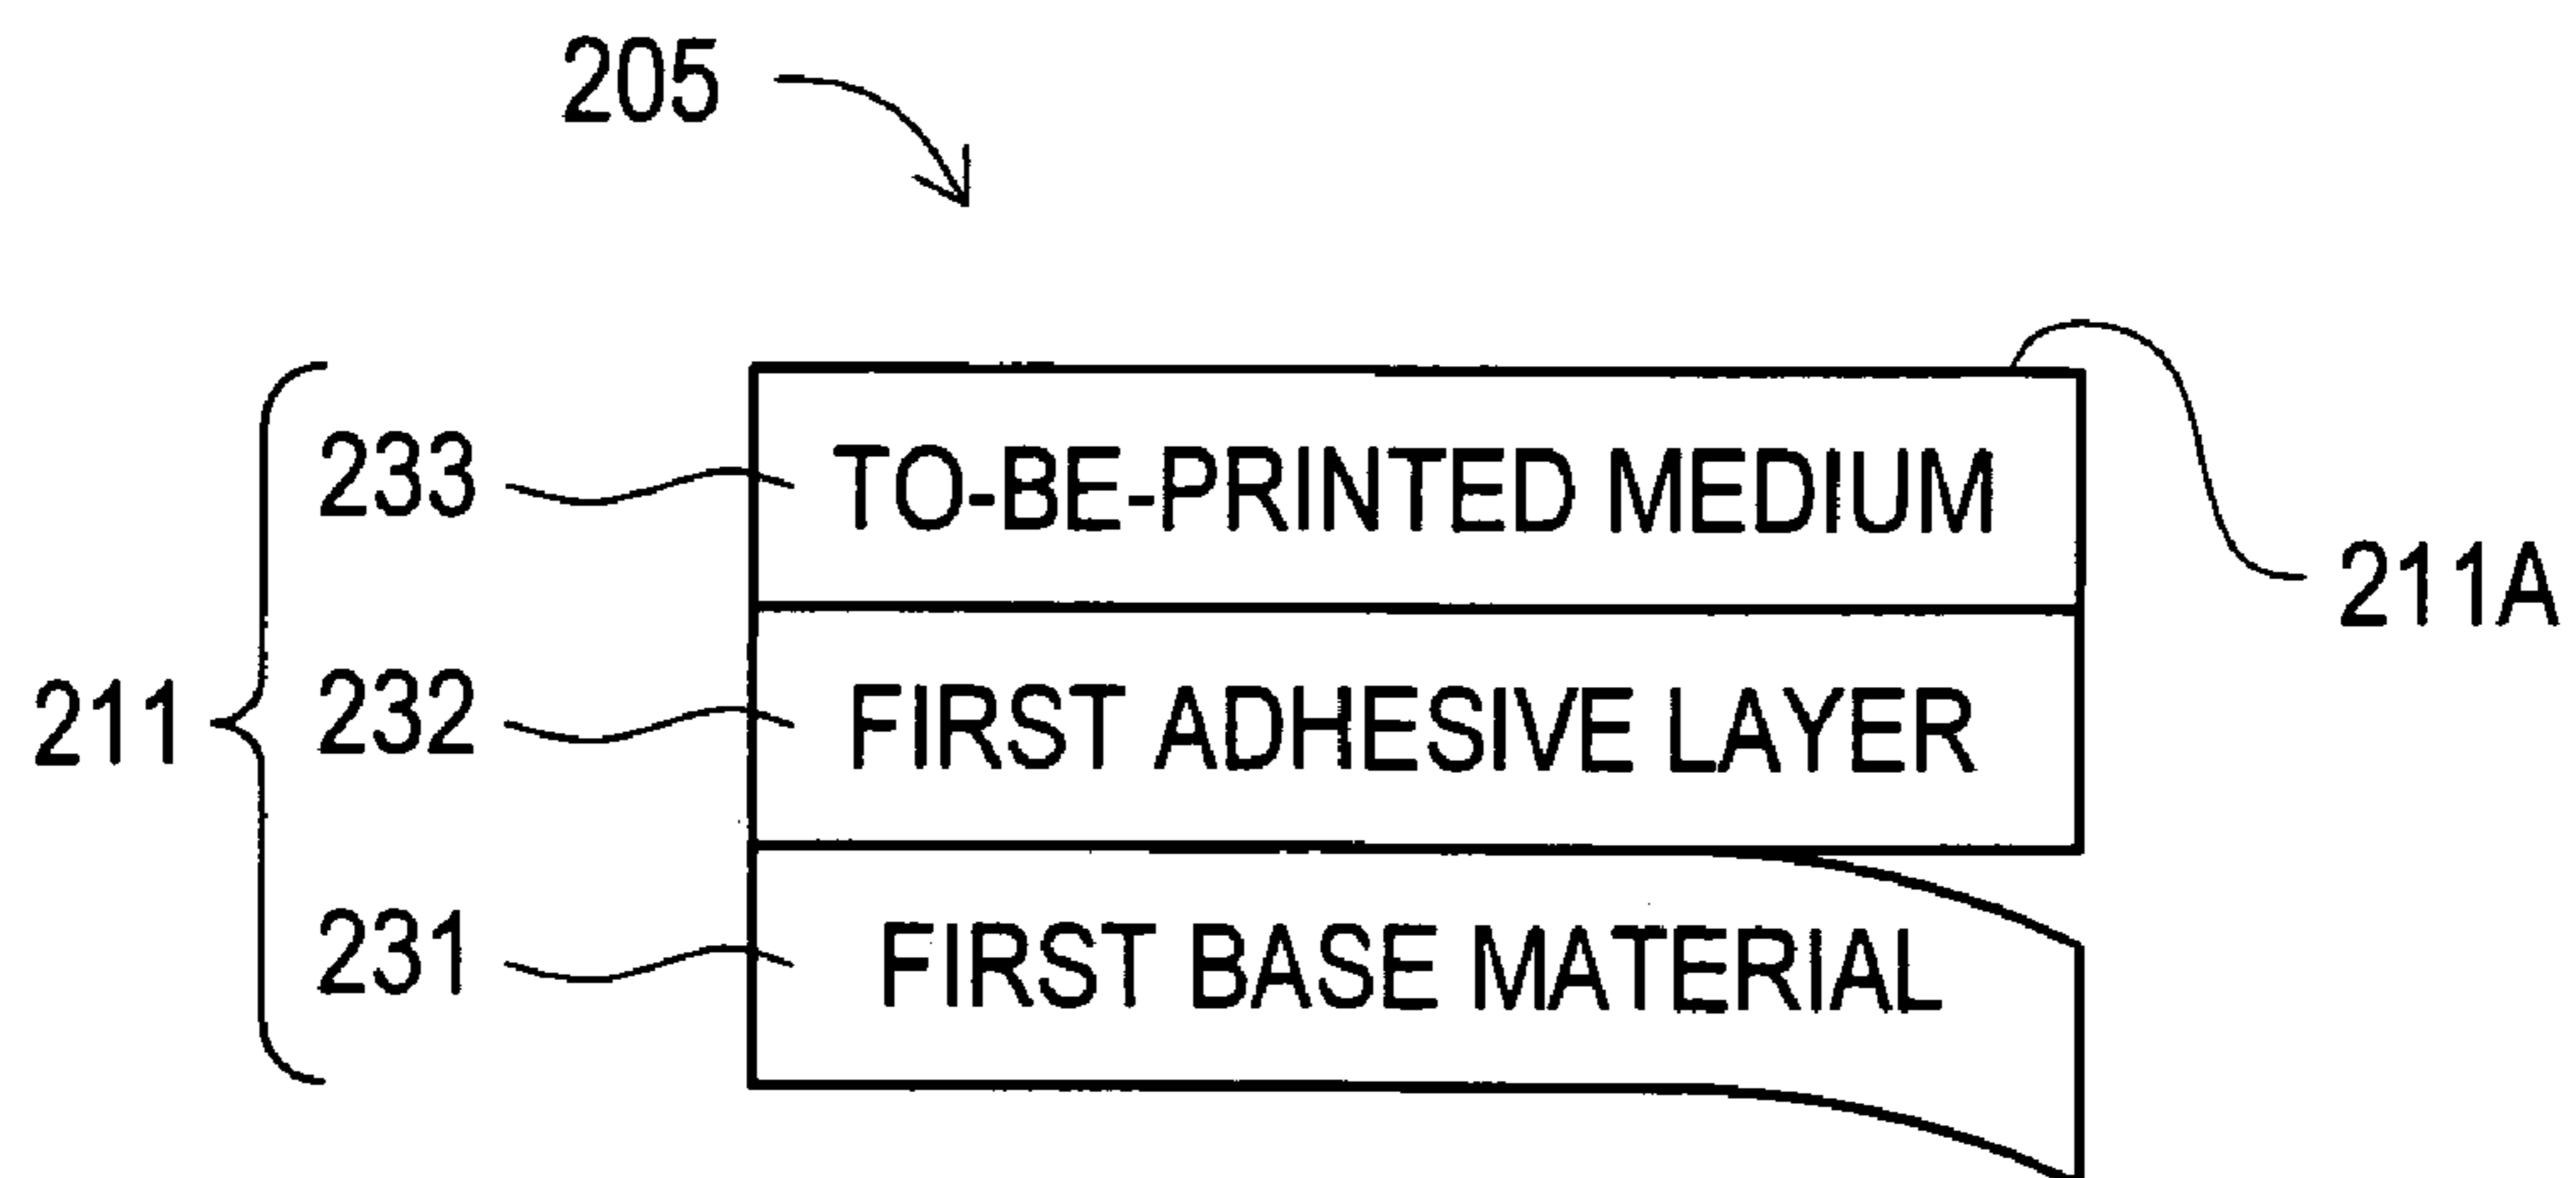 205
233 TO-BE-PRINTED MEDIUM
211A
211 232 FIRST ADHESIVE LAYER
231 FIRST BASE MATERIAL